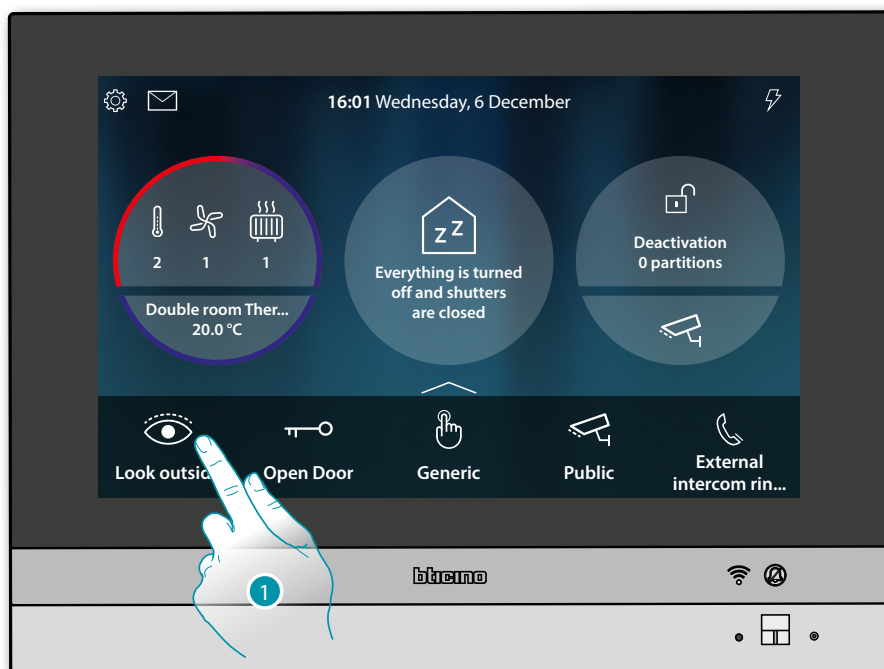 16:01 Wednesday, 6 December
2 1 1
Double room Ther...
20.0 °C
Everything is turned
off and shutters
are closed
z z
Deactivation
0 partitions
Look outsid
Open Door
Generic
Public
External
intercom rin...
1
bticino